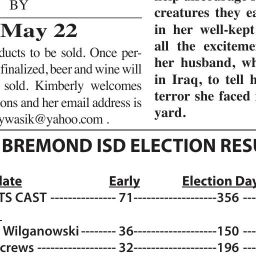 BY
May 22
ducts to be sold. Once per-
finalized, beer and wine will
sold. Kimberly welcomes
ons and her email address is
ywasik@yahoo.com .
creatures they ea
in her well-kept
all the exciteme
her husband, wh
in Iraq, to tell h
terror she faced
yard.
BREMOND ISD ELECTION RESU
date Early Election Day
TS CAST -------- 71-----------------356 ---
Wilganowski -------- 36-----------------150 ---
crews ---------------- 32-----------------196 ---